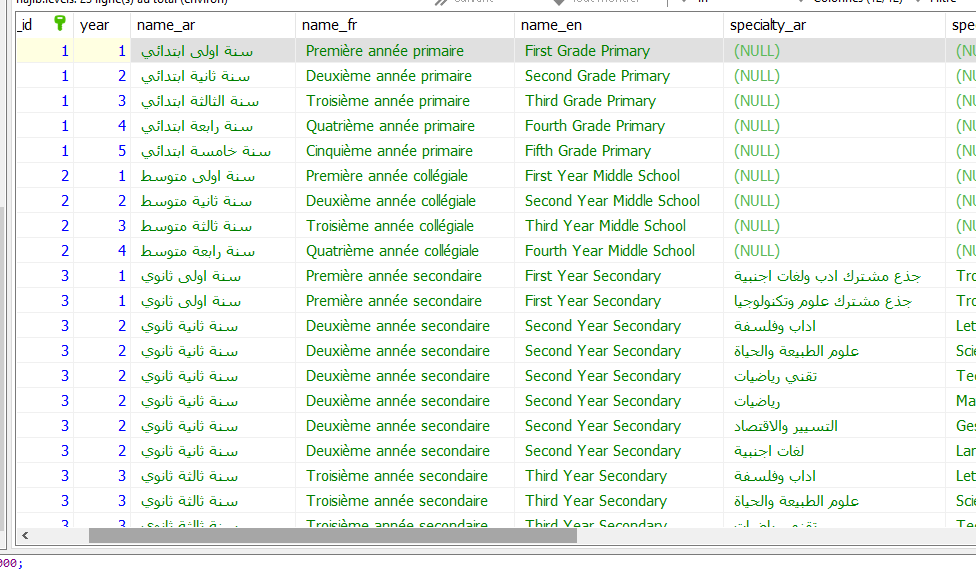 _id year name_ar name_fr name_en specialty_ar spe
1 1 سنة اولى ابتدائي Première année primaire First Grade Primary (NULL) (NU
1 2 سنة ثانية ابتدائي Deuxième année primaire Second Grade Primary (NULL) (NU
1 3 سنة الثالثة ابتدائي Troisième année primaire Third Grade Primary (NULL) (NU
1 4 سنة رابعة ابتدائي Quatrième année primaire Fourth Grade Primary (NULL) (NU
1 5 سنة خامسة ابتدائي Cinquième année primaire Fifth Grade Primary (NULL) (NU
2 1 سنة اولى متوسط Première année collégiale First Year Middle School (NULL) (NU
2 2 سنة ثانية متوسط Deuxième année collégiale Second Year Middle School (NULL) (NU
2 3 سنة ثالثة متوسط Troisième année collégiale Third Year Middle School (NULL) (NU
2 4 سنة رابعة متوسط Quatrième année collégiale Fourth Year Middle School (NULL) (NU
3 1 سنة اولى ثانوي Première année secondaire First Year Secondary جذع مشترك ادب ولغات اجنبية Tro
3 1 سنة اولى ثانوي Première année secondaire First Year Secondary جذع مشترك علوم وتكنولوجيا Tro
3 2 سنة ثانية ثانوي Deuxième année secondaire Second Year Secondary اداب وفلسفة Let
3 2 سنة ثانية ثانوي Deuxième année secondaire Second Year Secondary علوم الطبيعة والحياة Scie
3 2 سنة ثانية ثانوي Deuxième année secondaire Second Year Secondary تقني رياضيات Tec
3 2 سنة ثانية ثانوي Deuxième année secondaire Second Year Secondary رياضيات Ma
3 2 سنة ثانية ثانوي Deuxième année secondaire Second Year Secondary التسيير والاقتصاد Ges
3 2 سنة ثانية ثانوي Deuxième année secondaire Second Year Secondary لغات اجنبية Lan
3 3 سنة ثالثة ثانوي Troisième année secondaire Third Year Secondary اداب وفلسفة Let
3 3 سنة ثالثة ثانوي Troisième année secondaire Third Year Secondary علوم الطبيعة والحياة Scie
3 3 سنة ثالثة ثانوي Troisième année secondaire Third Year Secondary تقني رياضيات Tec
000;